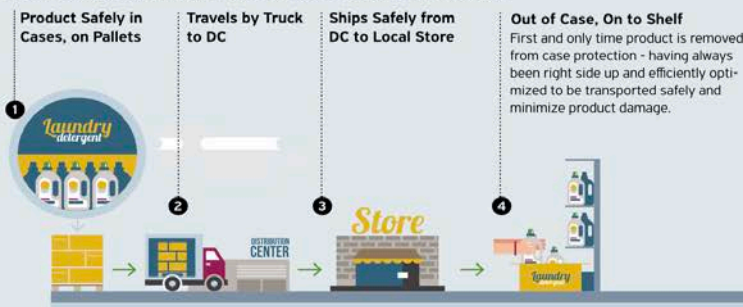 Product Safely in
Cases, on Pallets
Travels by Truck
to DC
Ships Safely from
DC to Local Store
Out of Case, On to Shelf
First and only time product is removed
from case protection - having always
been right side up and efficiently opti-
mized to be transported safely and
minimize product damage.
1
Laundry
detergent
2
DISTRIBUTION
CENTER
3
Store
4
Laundry
detergent